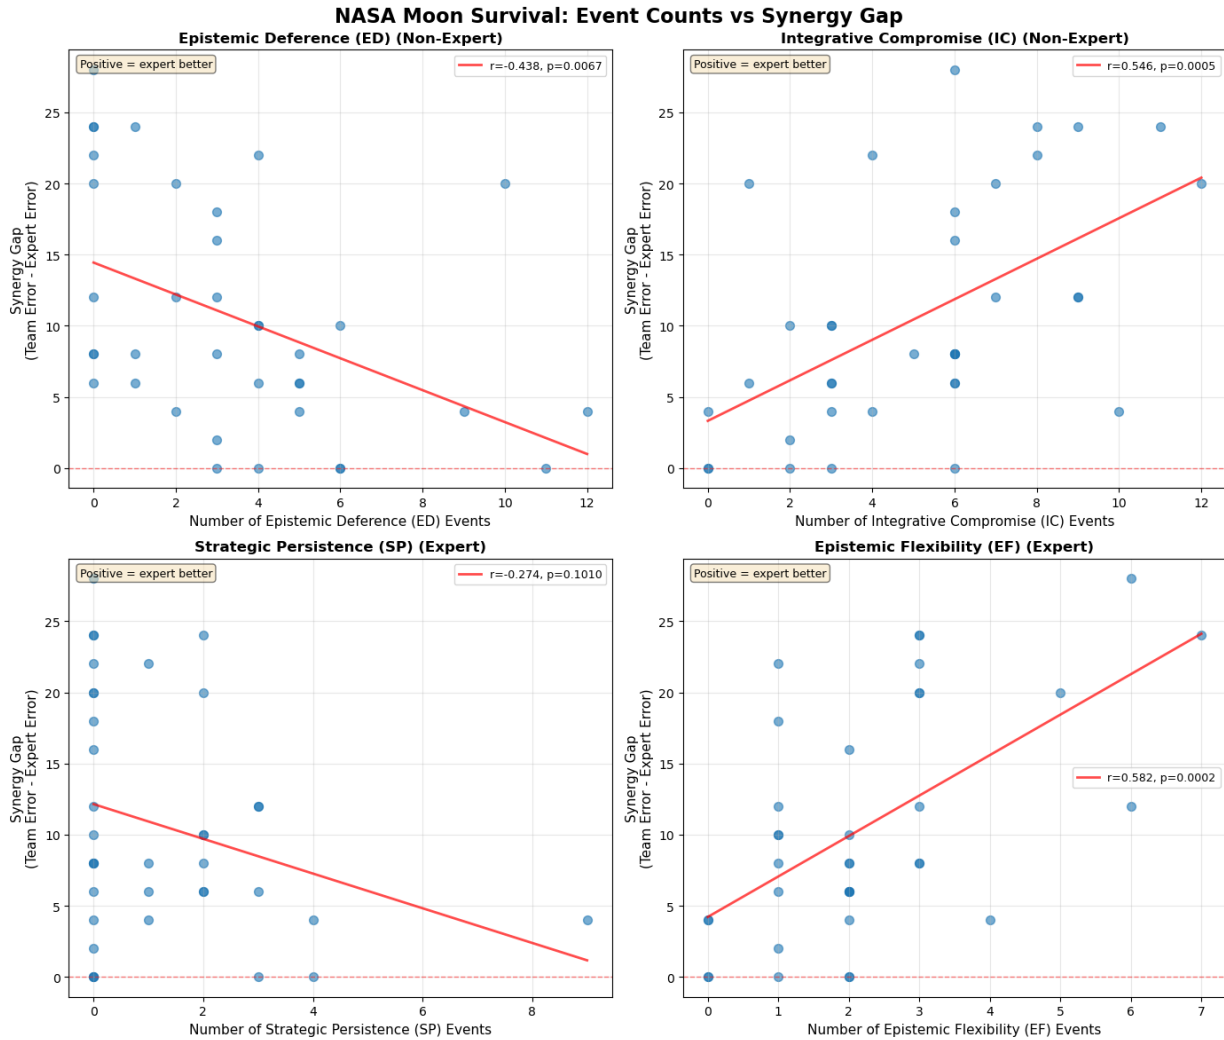 NASA Moon Survival: Event Counts vs Synergy Gap
Epistemic Deference (ED) (Non-Expert)
Positive = expert better
r=-0.438, p=0.0067
Synergy Gap
(Team Error - Expert Error)
25
20
15
10
5
0
0 2 4 6 8 10 12
Number of Epistemic Deference (ED) Events
Integrative Compromise (IC) (Non-Expert)
Positive = expert better
r=0.546, p=0.0005
Synergy Gap
(Team Error - Expert Error)
25
20
15
10
5
0
0 2 4 6 8 10 12
Number of Integrative Compromise (IC) Events
Strategic Persistence (SP) (Expert)
Positive = expert better
r=-0.274, p=0.1010
Synergy Gap
(Team Error - Expert Error)
25
20
15
10
5
0
0 2 4 6 8
Number of Strategic Persistence (SP) Events
Epistemic Flexibility (EF) (Expert)
Positive = expert better
r=0.582, p=0.0002
Synergy Gap
(Team Error - Expert Error)
25
20
15
10
5
0
0 1 2 3 4 5 6 7
Number of Epistemic Flexibility (EF) Events